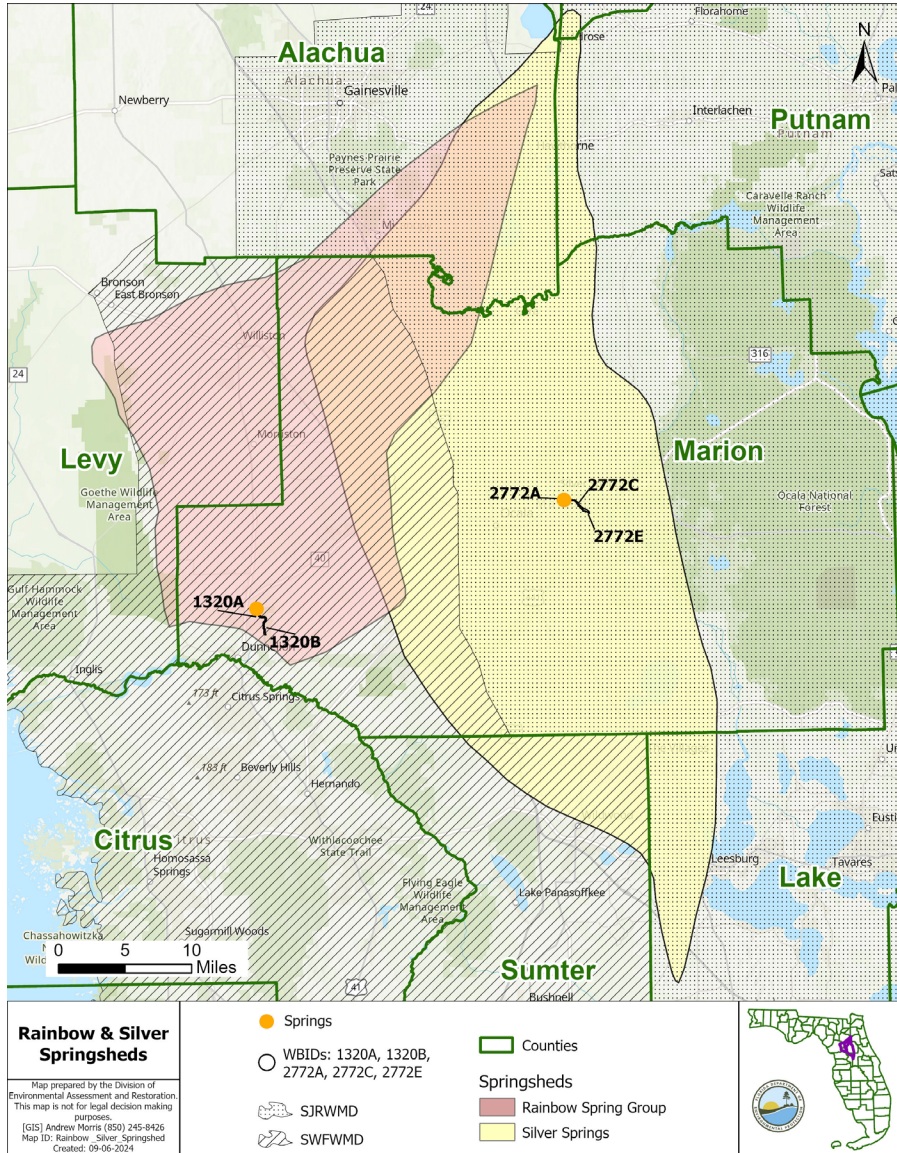 24
Florahome
Alachua
Alachua
N
Newberry
Gainesville
Interlachen
Putnam
Putnam
Paynes Prairie
Preserve State
Park
Caravelle Ranch
Wildlife
Management
Area
Bronson
East Bronson
Williston
316
24
Morriston
Levy
Marion
Goethe Wildlife
Management
Area
2772A
2772C
2772E
Ocala National
Forest
40
Gulf Hammock
Wildlife
Management
Area
1320A
1320B
Inglis
173 ft
Citrus Springs
183 ft
Beverly Hills
Hernando
Citrus
Homosassa
Springs
Withlacoochee
State Trail
Leesburg
Tavares
Lake
Flying Eagle
Wildlife
Management
Area
Lake Panasoffkee
Chassahowitzka
Sugarmill Woods
0 5 10
Miles
41
Sumter
Bushnell
Rainbow & Silver
Springsheds
Map prepared by the Division of
Environmental Assessment and Restoration.
This map is not for legal decision making
purposes.
[GIS] Andrew Morris (850) 245-8426
Map ID: Rainbow _Silver_Springshed
Created: 09-06-2024
Springs
WBIDs: 1320A, 1320B,
2772A, 2772C, 2772E
SJRWMD
SWFWMD
Counties
Springsheds
Rainbow Spring Group
Silver Springs